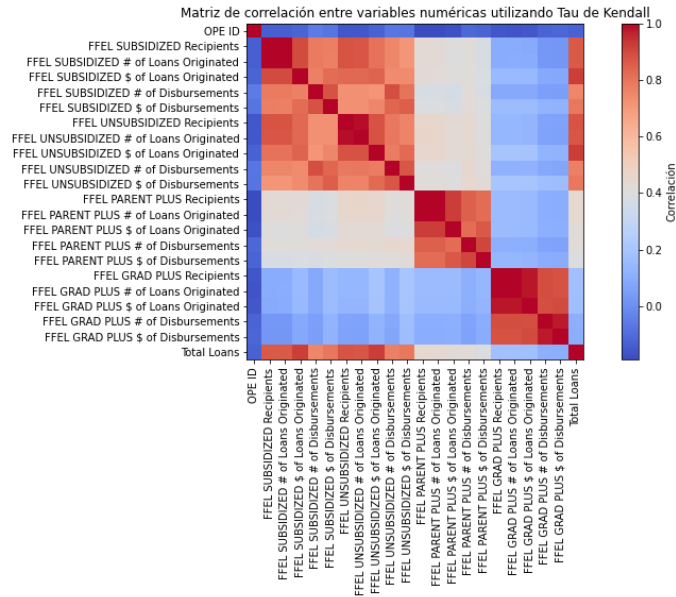 Matriz de correlación entre variables numéricas utilizando Tau de Kendall
OPE ID
FFEL SUBSIDIZED Recipients
FFEL SUBSIDIZED # of Loans Originated
FFEL SUBSIDIZED $ of Loans Originated
FFEL SUBSIDIZED # of Disbursements
FFEL SUBSIDIZED $ of Disbursements
FFEL UNSUBSIDIZED Recipients
FFEL UNSUBSIDIZED # of Loans Originated
FFEL UNSUBSIDIZED $ of Loans Originated
FFEL UNSUBSIDIZED # of Disbursements
FFEL UNSUBSIDIZED $ of Disbursements
FFEL PARENT PLUS Recipients
FFEL PARENT PLUS # of Loans Originated
FFEL PARENT PLUS $ of Loans Originated
FFEL PARENT PLUS # of Disbursements
FFEL PARENT PLUS $ of Disbursements
FFEL GRAD PLUS Recipients
FFEL GRAD PLUS # of Loans Originated
FFEL GRAD PLUS $ of Loans Originated
FFEL GRAD PLUS # of Disbursements
FFEL GRAD PLUS $ of Disbursements
Total Loans
OPE ID
FFEL SUBSIDIZED Recipients
FFEL SUBSIDIZED # of Loans Originated
FFEL SUBSIDIZED $ of Loans Originated
FFEL SUBSIDIZED # of Disbursements
FFEL SUBSIDIZED $ of Disbursements
FFEL UNSUBSIDIZED Recipients
FFEL UNSUBSIDIZED # of Loans Originated
FFEL UNSUBSIDIZED $ of Loans Originated
FFEL UNSUBSIDIZED # of Disbursements
FFEL UNSUBSIDIZED $ of Disbursements
FFEL PARENT PLUS Recipients
FFEL PARENT PLUS # of Loans Originated
FFEL PARENT PLUS $ of Loans Originated
FFEL PARENT PLUS # of Disbursements
FFEL PARENT PLUS $ of Disbursements
FFEL GRAD PLUS Recipients
FFEL GRAD PLUS # of Loans Originated
FFEL GRAD PLUS $ of Loans Originated
FFEL GRAD PLUS # of Disbursements
FFEL GRAD PLUS $ of Disbursements
Total Loans
1.0
0.8
0.6
0.4
0.2
0.0
Correlación